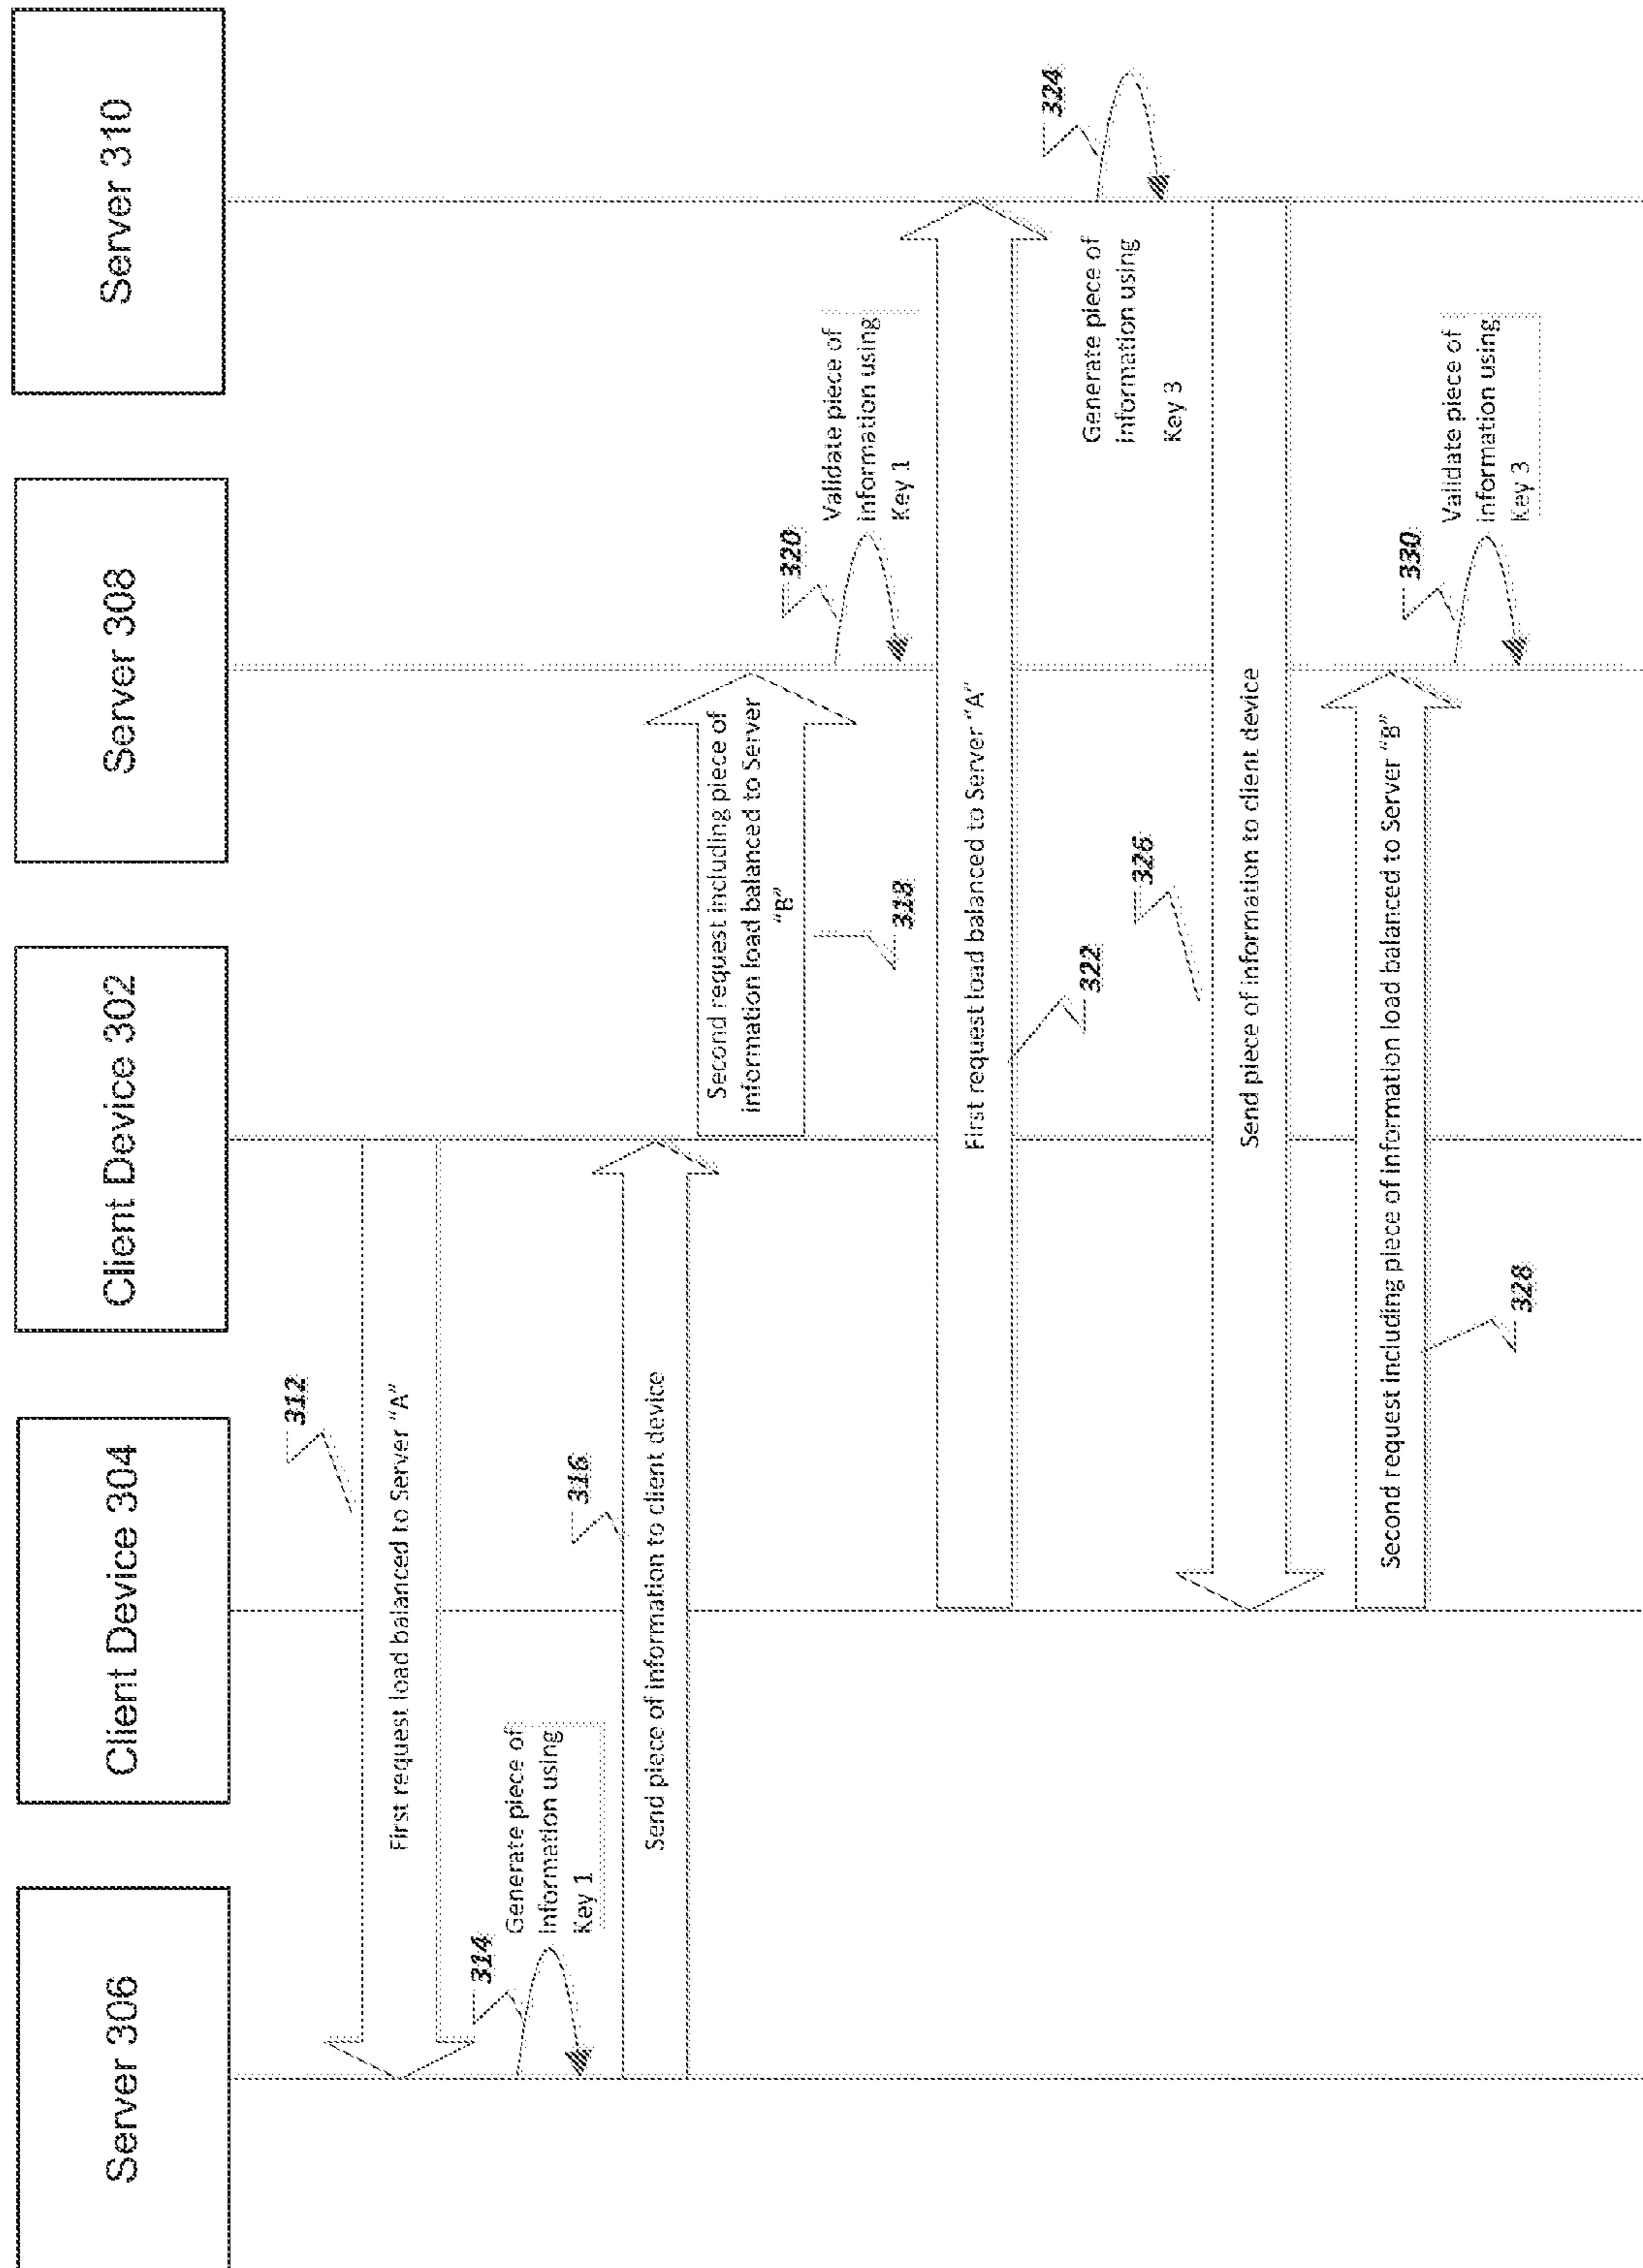 Server 306
Client Device 304
Client Device 302
Server 308
Server 310
312
First request load balanced to Server "A"
314
Generate piece of
information using
Key 1
316
Send piece of information to client device
Second request including piece of
information load balanced to Server
"B"
318
320
Validate piece of
information using
Key 1
First request load balanced to Server "A"
322
324
Generate piece of
information using
Key 3
326
Send piece of information to client device
Second request including piece of information load balanced to Server "B"
328
330
Validate piece of
information using
Key 3